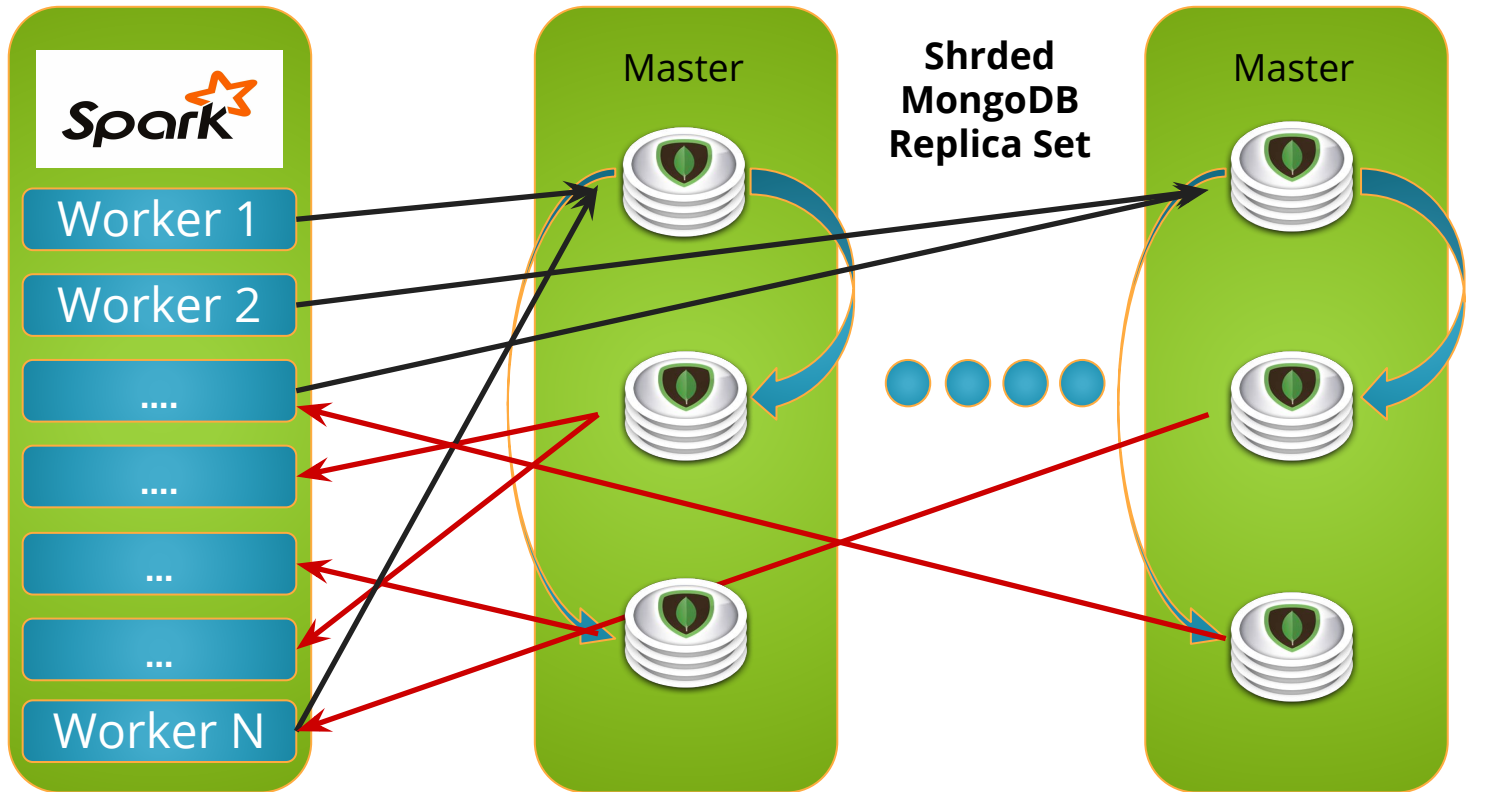 Spark
Worker 1
Worker 2
....
....
...
...
Worker N
Master
Shrded
MongoDB
Replica Set
Master